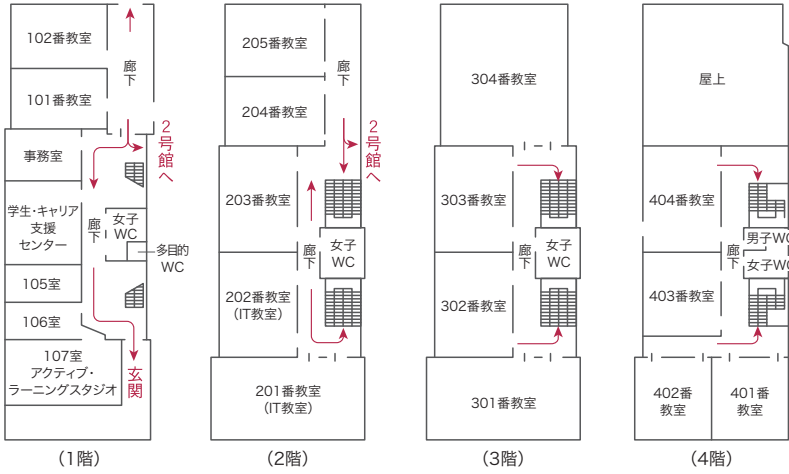 102番教室
廊下
101番教室
2号館へ
事務室
学生・キャリア
支援
センター
廊下
女子
WC
多目的
WC
105室
106室
107室
アクティブ・
ラーニングスタジオ
玄関
(1階)
205番教室
廊下
204番教室
2号館へ
203番教室
廊下
女子
WC
202番教室
(IT教室)
201番教室
(IT教室)
(2階)
304番教室
303番教室
廊下
女子
WC
302番教室
301番教室
(3階)
屋上
404番教室
廊下
男子WC
女子WC
403番教室
402番
教室
401番
教室
(4階)